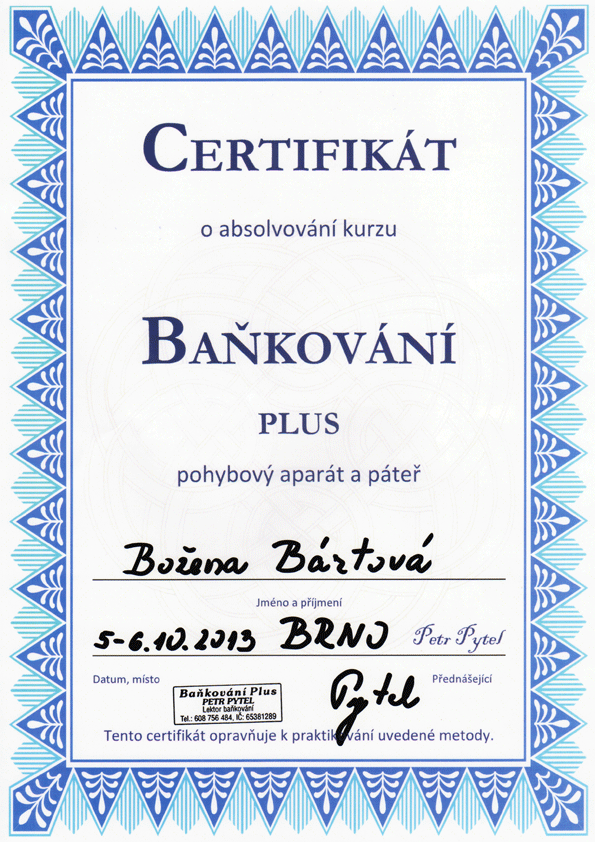 CERTIFIKÁT
o absolvování kurzu
BAŇKOVÁNÍ
PLUS
pohybový aparát a páteř
Božena Bártová
Jméno a příjmení
5-6.10.2013 BRNO Petr Pytel
Datum, místo
Přednášející
Baňkování Plus
PETR PYTEL
Lektor baňkování
Tel.: 608 756 484, IČ: 65381289
Pytel
Tento certifikát opravňuje k praktikování uvedené metody.